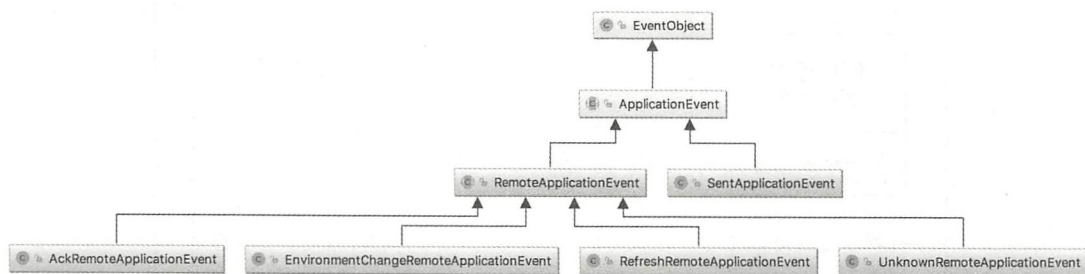 EventObject
ApplicationEvent
RemoteApplicationEvent
SentApplicationEvent
AckRemoteApplicationEvent
EnvironmentChangeRemoteApplicationEvent
RefreshRemoteApplicationEvent
UnknownRemoteApplicationEvent